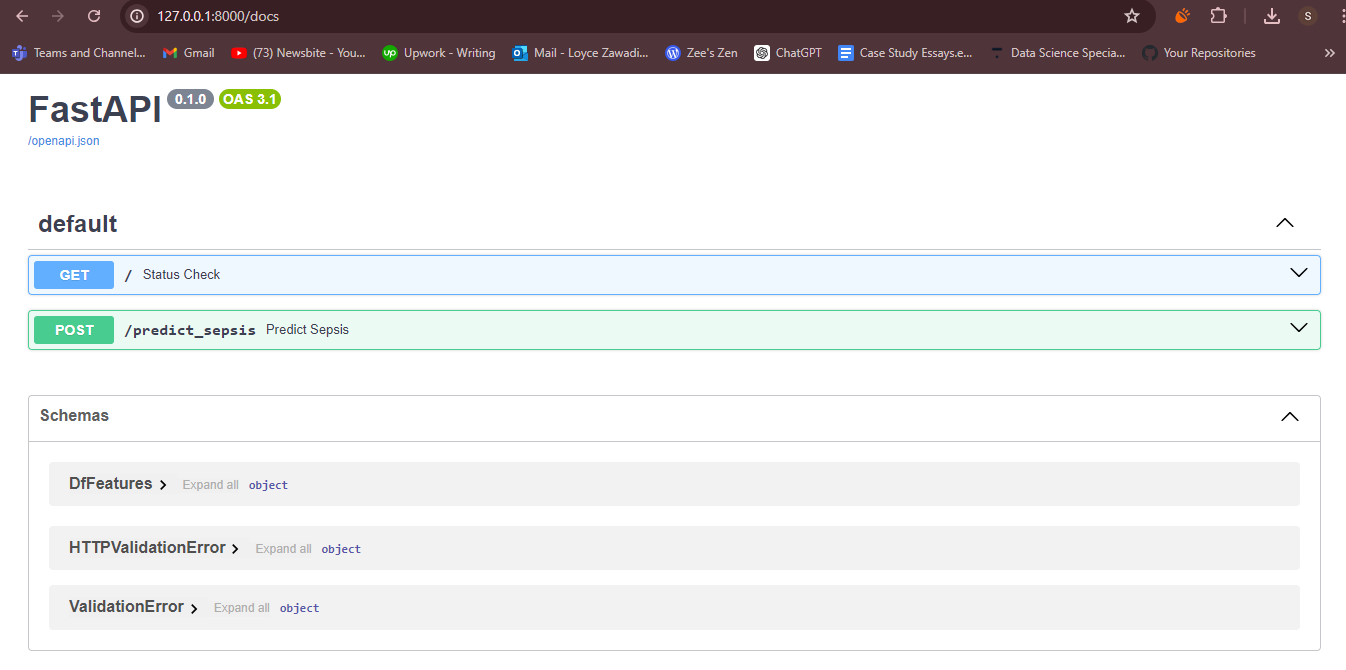 127.0.0.1:8000/docs
S
Teams and Channel... Gmail (73) Newsbite - You... up Upwork - Writing Mail - Loyce Zawadi... Zee's Zen ChatGPT Case Study Essays.e... Data Science Specia... Your Repositories »
FastAPI 0.1.0 OAS 3.1
/openapi.json
default
GET / Status Check
POST /predict_sepsis Predict Sepsis
Schemas
DfFeatures Expand all object
HTTPValidationError Expand all object
ValidationError Expand all object